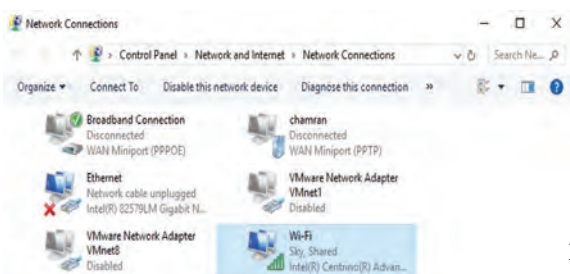 Network Connections
Control Panel > Network and Internet > Network Connections
Search Ne...
Organize Connect To Disable this network device Diagnose this connection »
Broadband Connection
Disconnected
WAN Miniport (PPPOE)
chamran
Disconnected
WAN Miniport (PPTP)
Ethernet
Network cable unplugged
Intel(R) 82579LM Gigabit N...
VMware Network Adapter
VMnet1
Disabled
VMware Network Adapter
VMnet8
Disabled
Wi-Fi
Sky, Shared
Intel(R) Centrino(R) Advan...